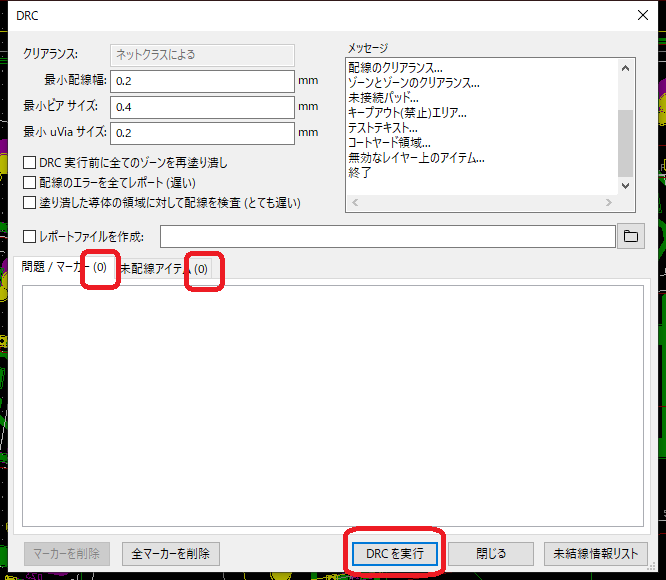 DRC
クリアランス:
ネットクラスによる
最小配線幅:
0.2
mm
最小ビア サイズ:
0.4
mm
最小 uVia サイズ:
0.2
mm
メッセージ
配線のクリアランス...
ゾーンとゾーンのクリアランス...
未接続パッド...
キープアウト(禁止)エリア...
テストテキスト...
コートヤード領域...
無効なレイヤー上のアイテム...
終了
DRC 実行前に全てのゾーンを再塗り潰し
配線のエラーを全てレポート (遅い)
塗り潰した導体の領域に対して配線を検査 (とても遅い)
レポートファイルを作成:
問題 / マーカー (0)
未配線アイテム (0)
マーカーを削除
全マーカーを削除
DRC を実行
閉じる
未結線情報リスト